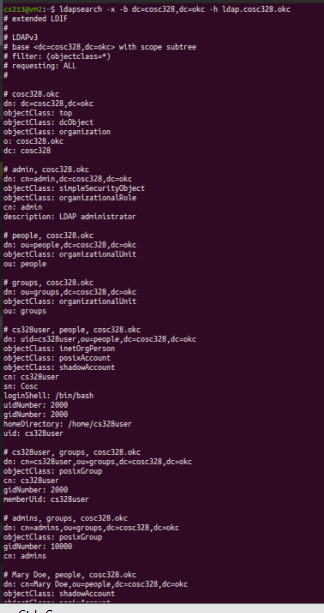 cs213@vm2:~$ ldapsearch -x -b dc=cosc328,dc=okc -h ldap.cosc328.okc
# extended LDIF
#
# LDAPv3
# base <dc=cosc328,dc=okc> with scope subtree
# filter: (objectclass=*)
# requesting: ALL
#
# cosc328.okc
dn: dc=cosc328,dc=okc
objectClass: top
objectClass: dcObject
objectClass: organization
o: cosc328.okc
dc: cosc328
# admin, cosc328.okc
dn: cn=admin,dc=cosc328,dc=okc
objectClass: simpleSecurityObject
objectClass: organizationalRole
cn: admin
description: LDAP administrator
# people, cosc328.okc
dn: ou=people,dc=cosc328,dc=okc
objectClass: organizationalUnit
ou: people
# groups, cosc328.okc
dn: ou=groups,dc=cosc328,dc=okc
objectClass: organizationalUnit
ou: groups
# cs328user, people, cosc328.okc
dn: uid=cs328user,ou=people,dc=cosc328,dc=okc
objectClass: inetOrgPerson
objectClass: posixAccount
objectClass: shadowAccount
cn: cs328user
sn: Cosc
loginShell: /bin/bash
uidNumber: 2000
gidNumber: 2000
homeDirectory: /home/cs328user
uid: cs328user
# cs328user, groups, cosc328.okc
dn: cn=cs328user,ou=groups,dc=cosc328,dc=okc
objectClass: posixGroup
cn: cs328user
gidNumber: 2000
memberUid: cs328user
# admins, groups, cosc328.okc
dn: cn=admins,ou=groups,dc=cosc328,dc=okc
objectClass: posixGroup
gidNumber: 10000
cn: admins
# Mary Doe, people, cosc328.okc
dn: cn=Mary Doe,ou=people,dc=cosc328,dc=okc
objectClass: shadowAccount